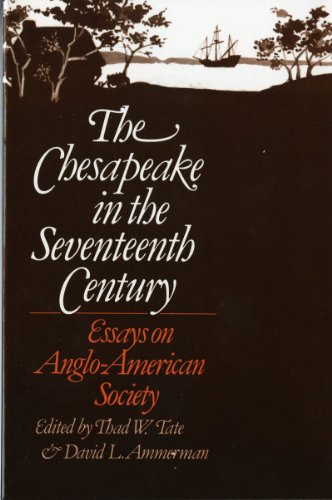 The
Chesapeake
in the
Seventeenth
Century
Essays on
Anglo-American
Society
Edited by Thad W. Tate
& David L. Ammerman